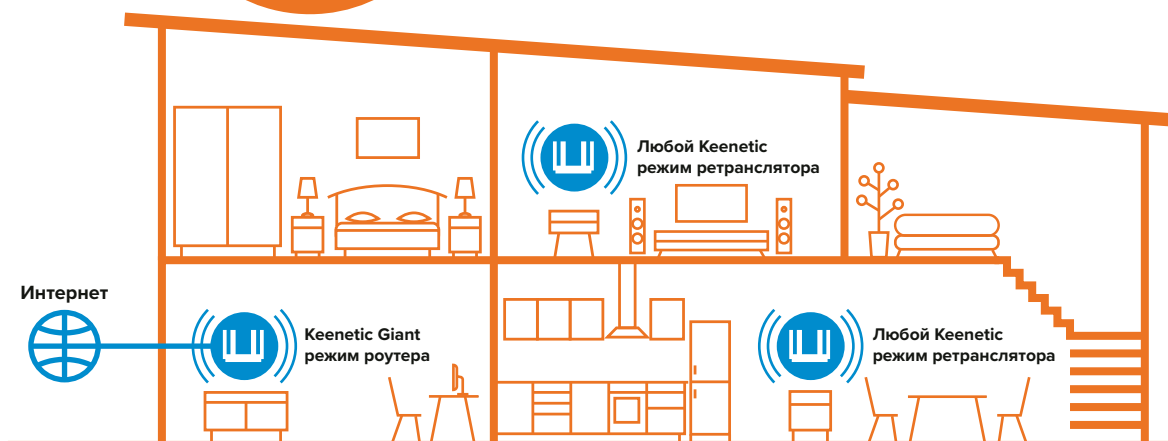 Любой Keenetic
режим ретранслятора
Интернет
Keenetic Giant
режим роутера
Любой Keenetic
режим ретранслятора